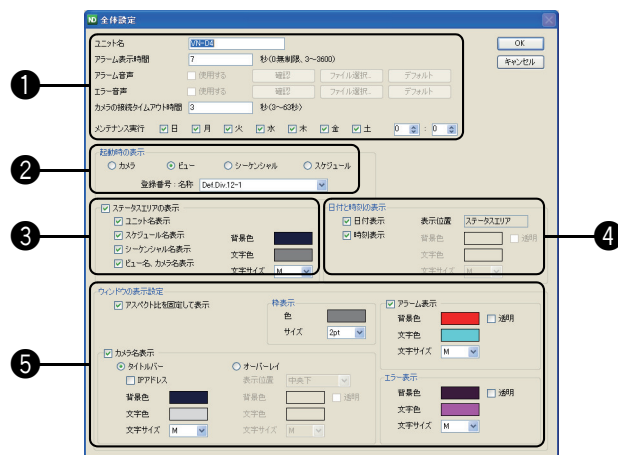 ND 全体設定
ユニット名 VN-D4 OK
アラーム表示時間 7 秒(0:無制限、3～3600) キャンセル
アラーム音声 使用する 確認 ファイル選択... デフォルト
エラー音声 使用する 確認 ファイル選択... デフォルト
カメラの接続タイムアウト時間 3 秒(3～63秒)
メンテナンス実行 日 月 火 水 木 金 土 0 : 0
1
起動時の表示
カメラ ビュー シーケンシャル スケジュール
登録番号：名称 Def.Div.12-1
2
ステータスエリアの表示
ユニット名表示
スケジュール名表示 背景色
シーケンシャル名表示 文字色
ビュー名、カメラ名表示 文字サイズ M
3
日付と時刻の表示
日付表示 表示位置 ステータスエリア
時刻表示 背景色 透明
文字色
文字サイズ M
4
ウィンドウの表示設定
アスペクト比を固定して表示
枠表示
色
サイズ 2pt
アラーム表示
背景色 透明
文字色
文字サイズ M
カメラ名表示
タイトルバー オーバーレイ
IPアドレス 表示位置 中央下
背景色 背景色 透明
文字色 文字色
文字サイズ M 文字サイズ M
エラー表示
背景色 透明
文字色
文字サイズ M
5